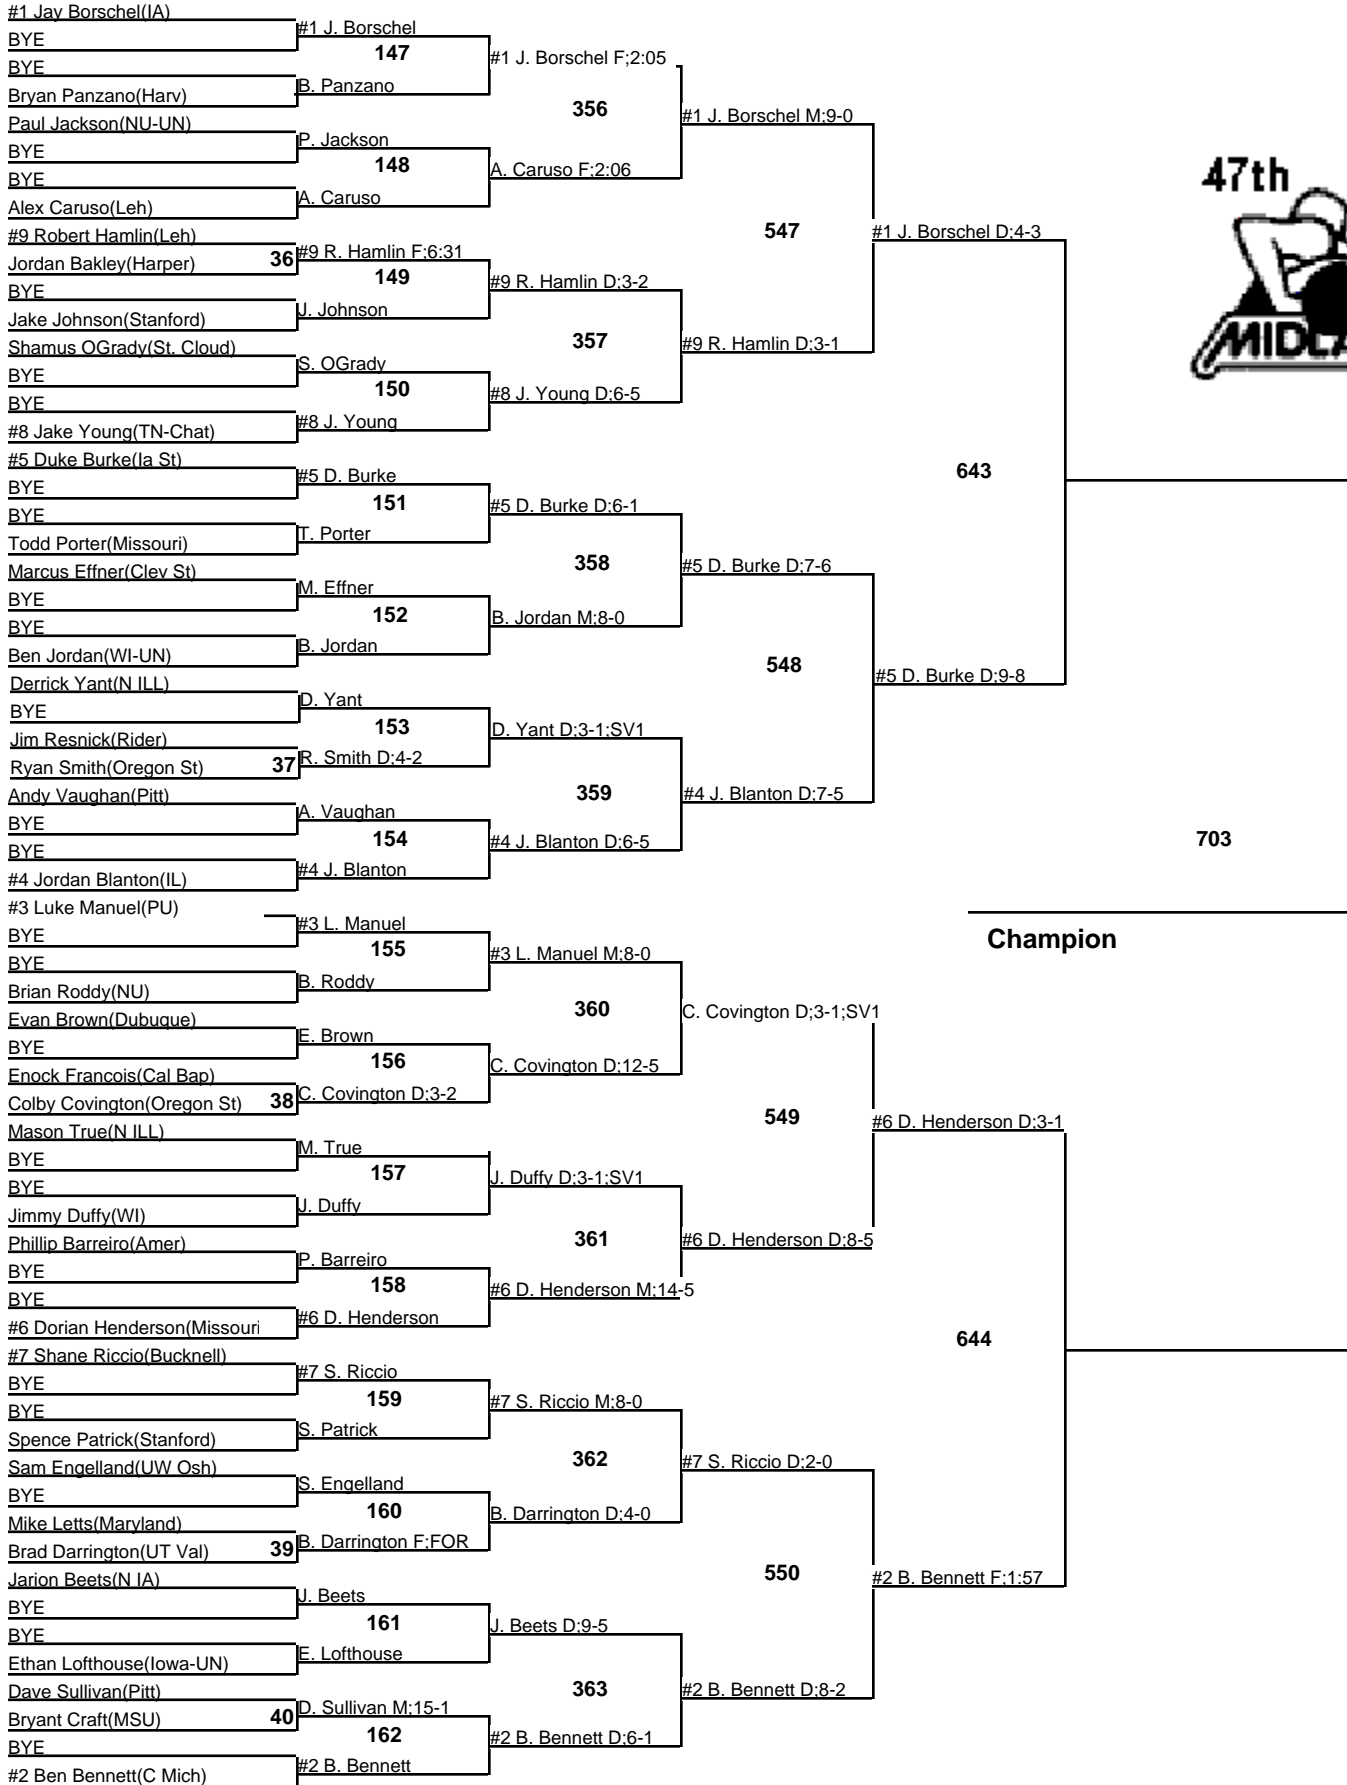 #1 Jay Borschel(IA)
BYE
BYE
Bryan Panzano(Harv)
Paul Jackson(NU-UN)
BYE
BYE
Alex Caruso(Leh)
#9 Robert Hamlin(Leh)
Jordan Bakley(Harper) 36
BYE
Jake Johnson(Stanford)
Shamus OGrady(St. Cloud)
BYE
BYE
#8 Jake Young(TN-Chat)
#5 Duke Burke(Ia St)
BYE
BYE
Todd Porter(Missouri)
Marcus Effner(Clev St)
BYE
BYE
Ben Jordan(WI-UN)
Derrick Yant(N ILL)
BYE
Jim Resnick(Rider)
Ryan Smith(Oregon St) 37
Andy Vaughan(Pitt)
BYE
BYE
#4 Jordan Blanton(IL)
#3 Luke Manuel(PU)
BYE
BYE
Brian Roddy(NU)
Evan Brown(Dubuque)
BYE
Enock Francois(Cal Bap)
Colby Covington(Oregon St) 38
Mason True(N ILL)
BYE
BYE
Jimmy Duffy(WI)
Phillip Barreiro(Amer)
BYE
BYE
#6 Dorian Henderson(Missouri
#7 Shane Riccio(Bucknell)
BYE
BYE
Spence Patrick(Stanford)
Sam Engelland(UW Osh)
BYE
Mike Letts(Maryland)
Brad Darrington(UT Val) 39
Jarion Beets(N IA)
BYE
BYE
Ethan Lofthouse(Iowa-UN)
Dave Sullivan(Pitt)
Bryant Craft(MSU) 40
BYE
#2 Ben Bennett(C Mich)
#1 J. Borschel
147
B. Panzano
P. Jackson
148
A. Caruso
#9 R. Hamlin F;6:31
149
J. Johnson
S. OGrady
150
#8 J. Young
#5 D. Burke
151
T. Porter
M. Effner
152
B. Jordan
D. Yant
153
R. Smith D;4-2
A. Vaughan
154
#4 J. Blanton
#3 L. Manuel
155
B. Roddy
E. Brown
156
C. Covington D;3-2
M. True
157
J. Duffy
P. Barreiro
158
#6 D. Henderson
#7 S. Riccio
159
S. Patrick
S. Engelland
160
B. Darrington F;FOR
J. Beets
161
E. Lofthouse
D. Sullivan M;15-1
162
#2 B. Bennett
#1 J. Borschel F;2:05
356
A. Caruso F;2:06
#9 R. Hamlin D;3-2
357
#8 J. Young D;6-5
#5 D. Burke D;6-1
358
B. Jordan M;8-0
D. Yant D;3-1;SV1
359
#4 J. Blanton D;6-5
#3 L. Manuel M;8-0
360
C. Covington D;12-5
J. Duffy D;3-1;SV1
361
#6 D. Henderson M;14-5
#7 S. Riccio M;8-0
362
B. Darrington D;4-0
J. Beets D;9-5
363
#2 B. Bennett D;6-1
#1 J. Borschel M;9-0
547
#9 R. Hamlin D;3-1
#5 D. Burke D;7-6
548
#4 J. Blanton D;7-5
C. Covington D;3-1;SV1
549
#6 D. Henderson D;8-5
#7 S. Riccio D;2-0
550
#2 B. Bennett D;8-2
#1 J. Borschel D;4-3
643
#5 D. Burke D;9-8
#6 D. Henderson D;3-1
644
#2 B. Bennett F;1:57
47th
MIDLA
703
Champion